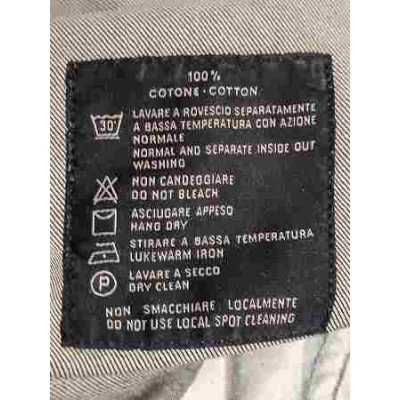 100%
COTONE · COTTON
30°
LAVARE A ROVESCIO SEPARATAMENTE
A BASSA TEMPERATURA CON AZIONE
NORMALE
NORMAL AND SEPARATE INSIDE OUT
WASHING
NON CANDEGGIARE
DO NOT BLEACH
ASCIUGARE APPESO
HANG DRY
STIRARE A BASSA TEMPERATURA
LUKEWARM IRON
P
LAVARE A SECCO
DRY CLEAN
NON SMACCHIARE LOCALMENTE
DO NOT USE LOCAL SPOT CLEANING